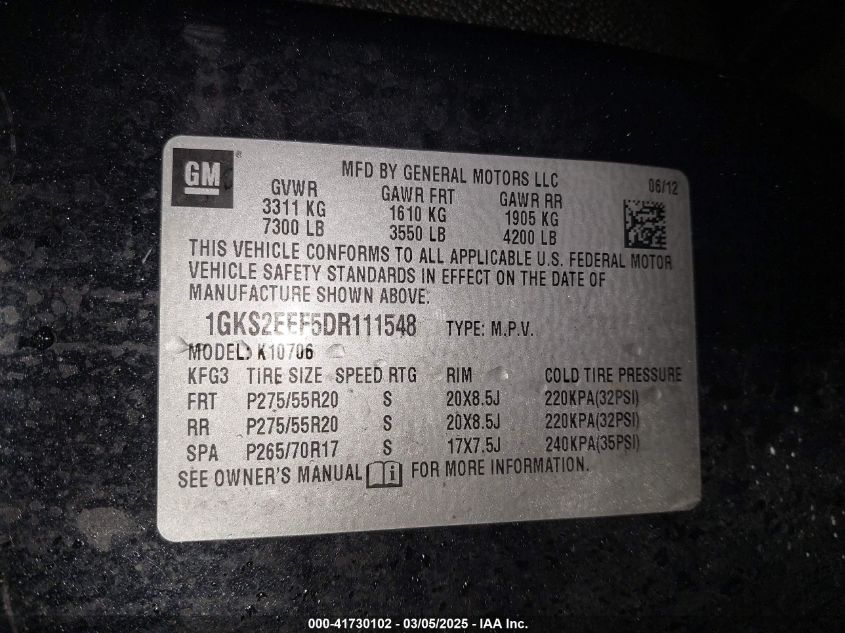 GM
MFD BY GENERAL MOTORS LLC
06/12
GVWR GAWR FRT GAWR RR
3311 KG 1610 KG 1905 KG
7300 LB 3550 LB 4200 LB
THIS VEHICLE CONFORMS TO ALL APPLICABLE U.S. FEDERAL MOTOR
VEHICLE SAFETY STANDARDS IN EFFECT ON THE DATE OF
MANUFACTURE SHOWN ABOVE.
1GKS2EEF5DR111548 TYPE: M.P.V.
MODEL: K10706
KFG3 TIRE SIZE SPEED RTG RIM COLD TIRE PRESSURE
FRT P275/55R20 S 20X8.5J 220KPA(32PSI)
RR P275/55R20 S 20X8.5J 220KPA(32PSI)
SPA P265/70R17 S 17X7.5J 240KPA(35PSI)
SEE OWNER'S MANUAL FOR MORE INFORMATION.
000-41730102 - 03/05/2025 - IAA Inc.